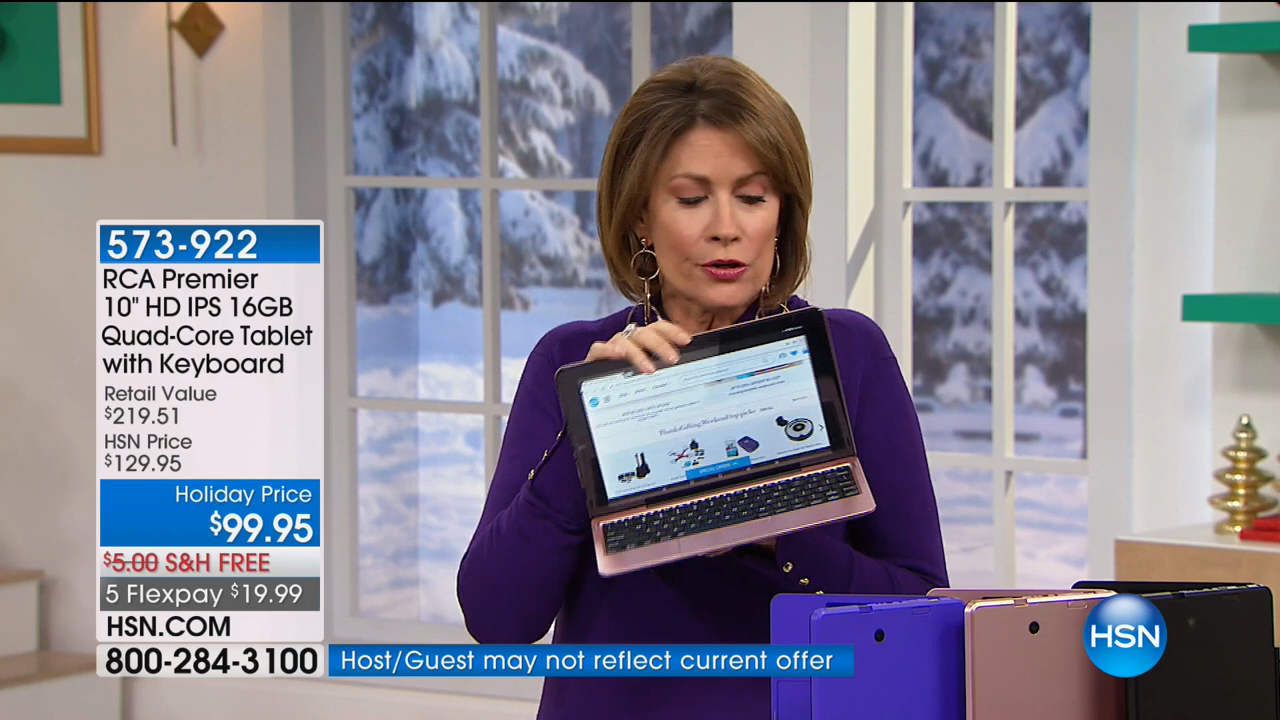 573-922
RCA Premier
10" HD IPS 16GB
Quad-Core Tablet
with Keyboard
Retail Value
$219.51
HSN Price
$129.95
Holiday Price
$99.95
$5.00 S&H FREE
5 Flexpay $19.99
HSN.COM
800-284-3100
Host/Guest may not reflect current offer
HSN
SPECIAL OFFERS